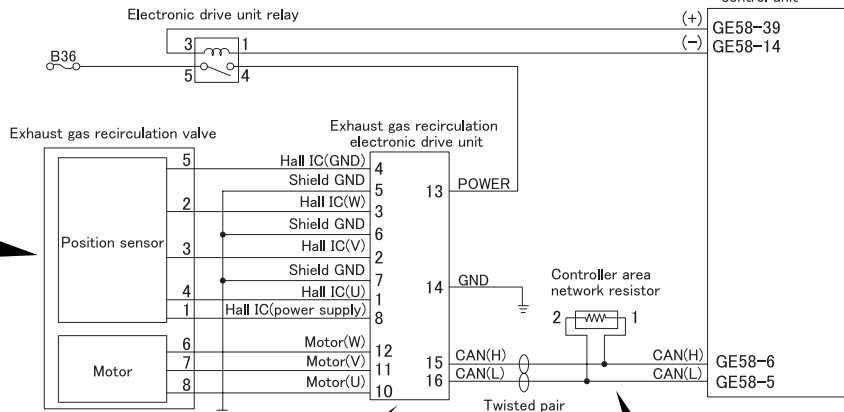 control unit
Electronic drive unit relay
(+)
GE58-39
3
1
(-)
GE58-14
B36
5
4
Exhaust gas recirculation valve
Exhaust gas recirculation
electronic drive unit
5
Hall IC(GND)
4
Shield GND
5
13
POWER
2
Hall IC(W)
3
Shield GND
6
Position sensor
3
Hall IC(V)
2
Shield GND
7
14
GND
Controller area
network resistor
4
Hall IC(U)
1
1
Hall IC(power supply)
8
2
1
6
Motor(W)
12
15
CAN(H)
CAN(H)
GE58-6
Motor
7
Motor(V)
11
16
CAN(L)
CAN(L)
GE58-5
8
Motor(U)
10
Twisted pair